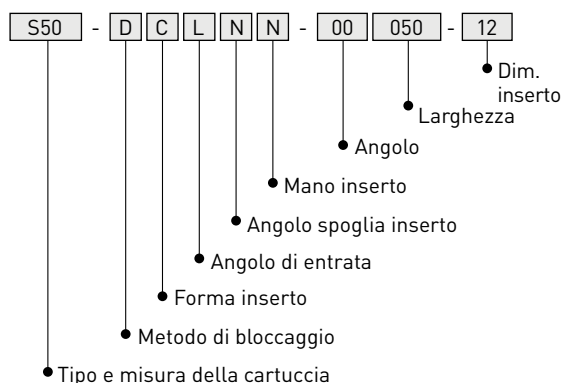 S50 - D C L N N - 00 050 - 12
Dim.
inserto
Larghezza
Angolo
Mano inserto
Angolo spoglia inserto
Angolo di entrata
Forma inserto
Metodo di bloccaggio
Tipo e misura della cartuccia